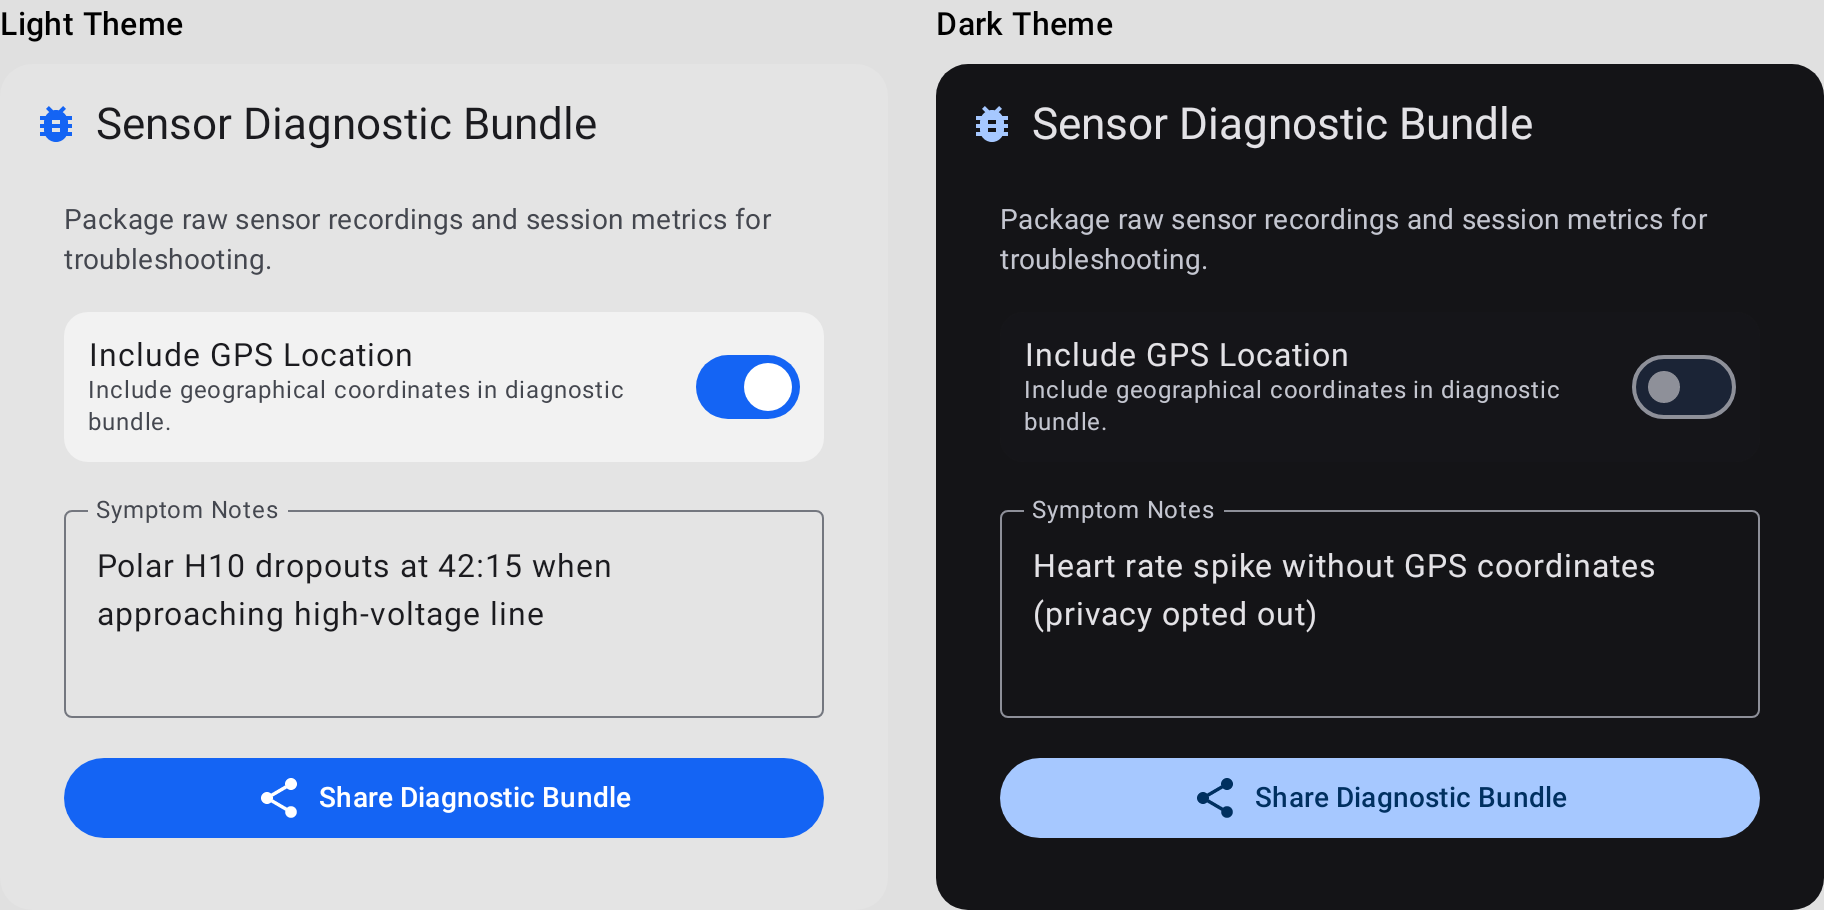 Light Theme
Sensor Diagnostic Bundle
Package raw sensor recordings and session metrics for
troubleshooting.
Include GPS Location
Include geographical coordinates in diagnostic
bundle.
Symptom Notes
Polar H10 dropouts at 42:15 when
approaching high-voltage line
Share Diagnostic Bundle
Dark Theme
Sensor Diagnostic Bundle
Package raw sensor recordings and session metrics for
troubleshooting.
Include GPS Location
Include geographical coordinates in diagnostic
bundle.
Symptom Notes
Heart rate spike without GPS coordinates
(privacy opted out)
Share Diagnostic Bundle